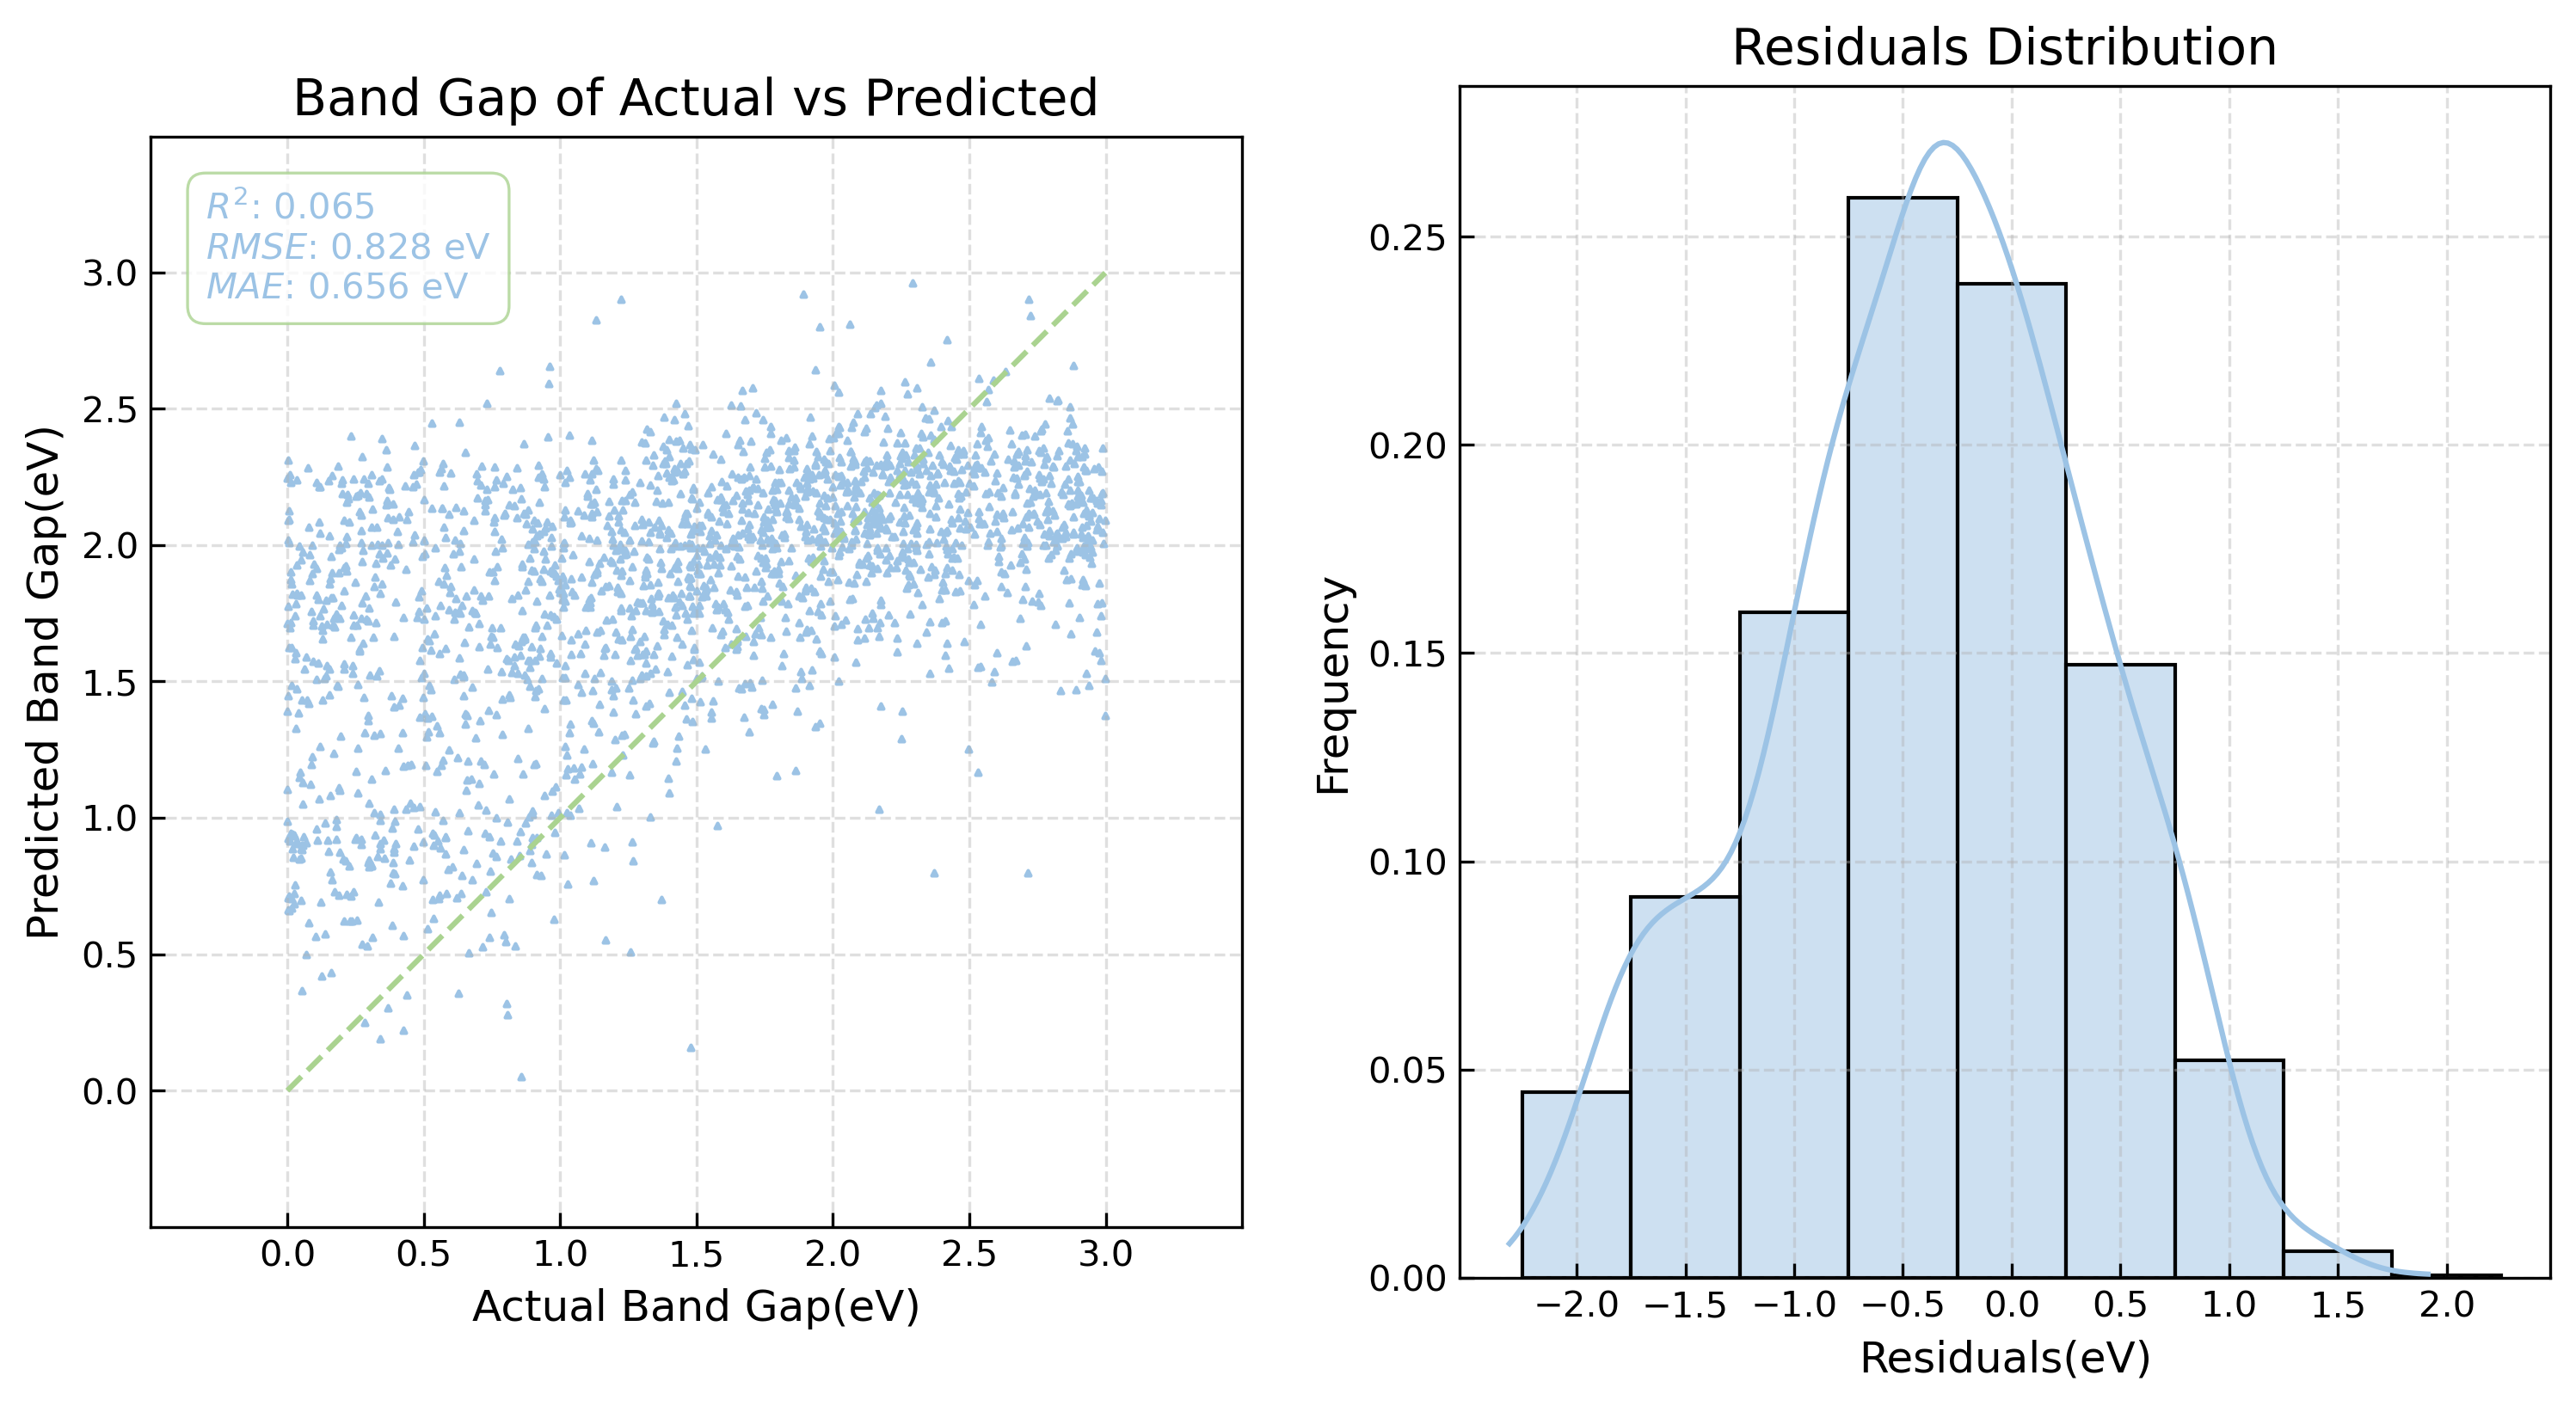 Band Gap of Actual vs Predicted
R²: 0.065
RMSE: 0.828 eV
MAE: 0.656 eV
Predicted Band Gap(eV)
3.0
2.5
2.0
1.5
1.0
0.5
0.0
0.0 0.5 1.0 1.5 2.0 2.5 3.0
Actual Band Gap(eV)
Residuals Distribution
Frequency
0.25
0.20
0.15
0.10
0.05
0.00
−2.0 −1.5 −1.0 −0.5 0.0 0.5 1.0 1.5 2.0
Residuals(eV)